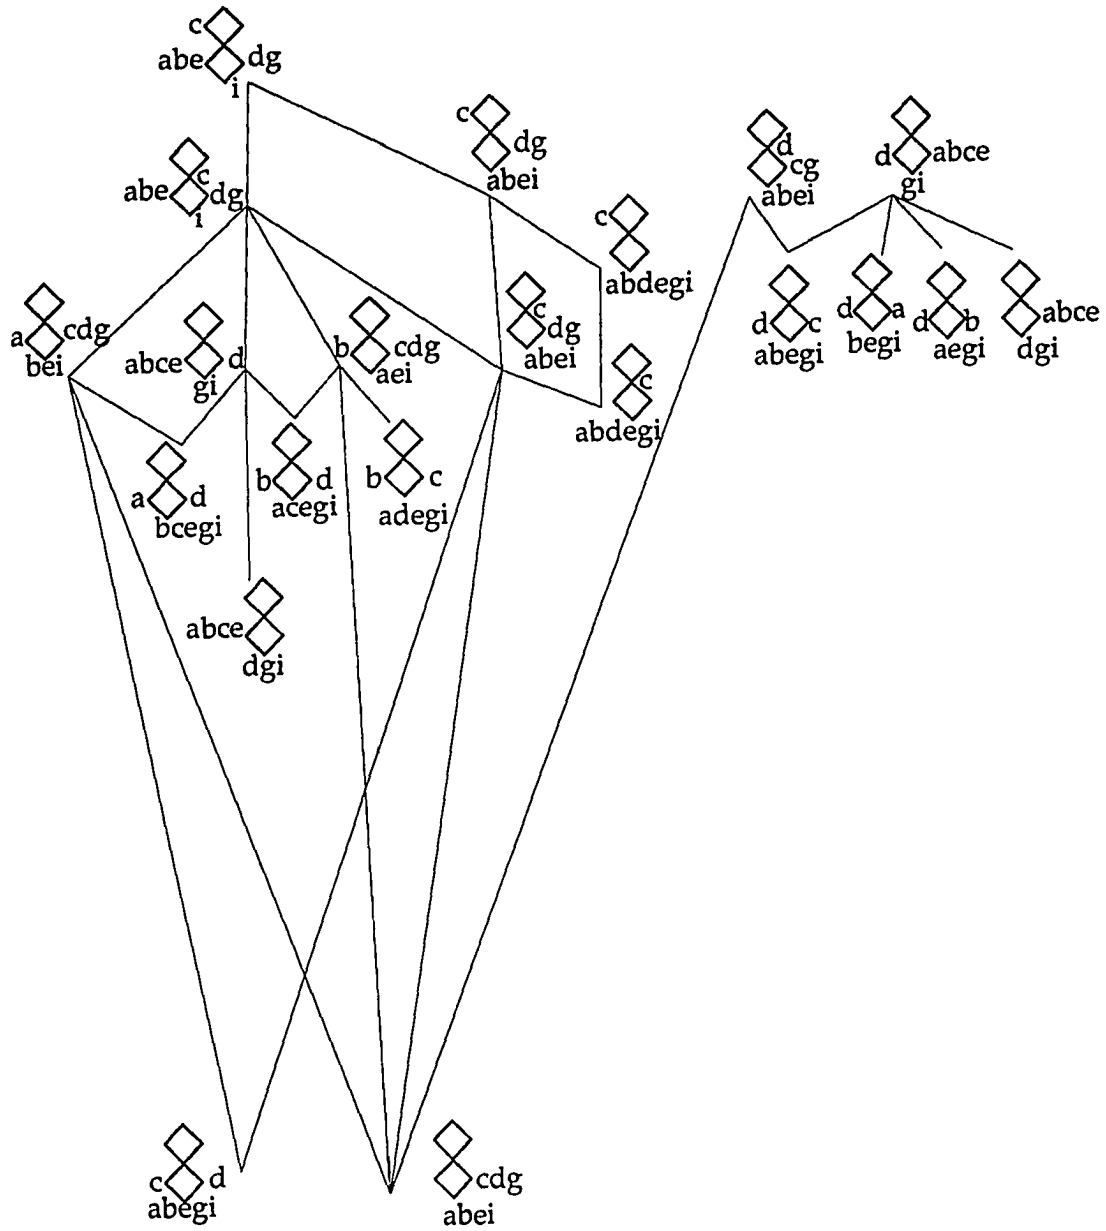 c
abe dg
i
c
dg
abei
d
cg
abei
d abce
gi
c
abe dg
i
c
abdegi
a cdg
bei
abce d
gi
b cdg
aei
c
dg
abei
d c
abegi
d a
begi
d b
aegi
abce
dgi
c
abdegi
a d
bcegi
b d
acegi
b c
adegi
abce
dgi
c d
abegi
cdg
abei